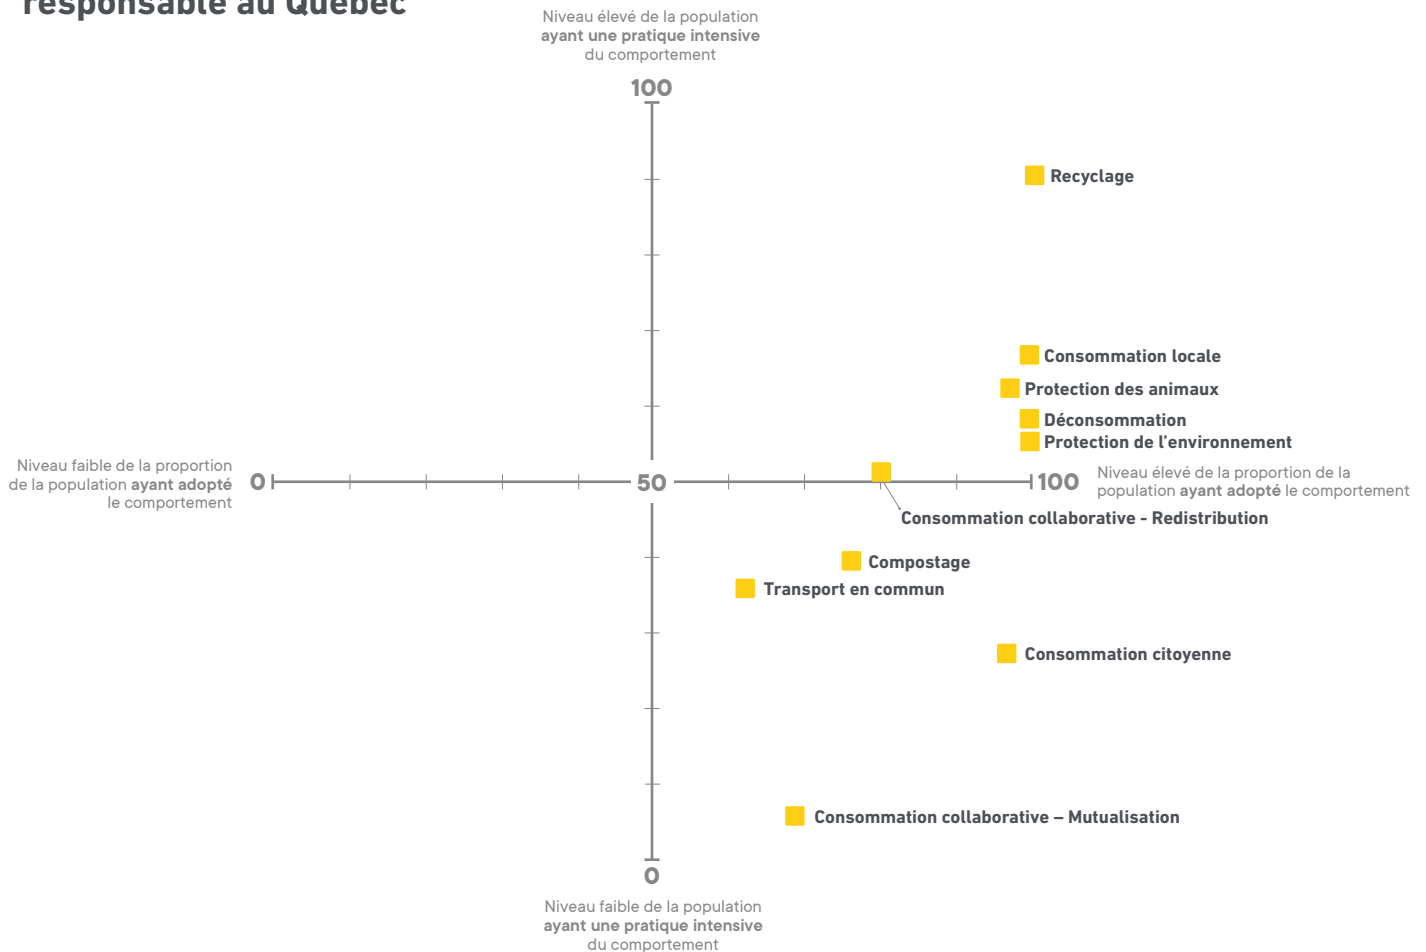 responsable au Québec
Niveau élevé de la population
ayant une pratique intensive
du comportement
100
Recyclage
Consommation locale
Protection des animaux
Déconsommation
Protection de l’environnement
Niveau faible de la proportion
de la population ayant adopté
le comportement
0
50
100
Niveau élevé de la proportion de la
population ayant adopté le comportement
Consommation collaborative - Redistribution
Compostage
Transport en commun
Consommation citoyenne
Consommation collaborative – Mutualisation
0
Niveau faible de la population
ayant une pratique intensive
du comportement